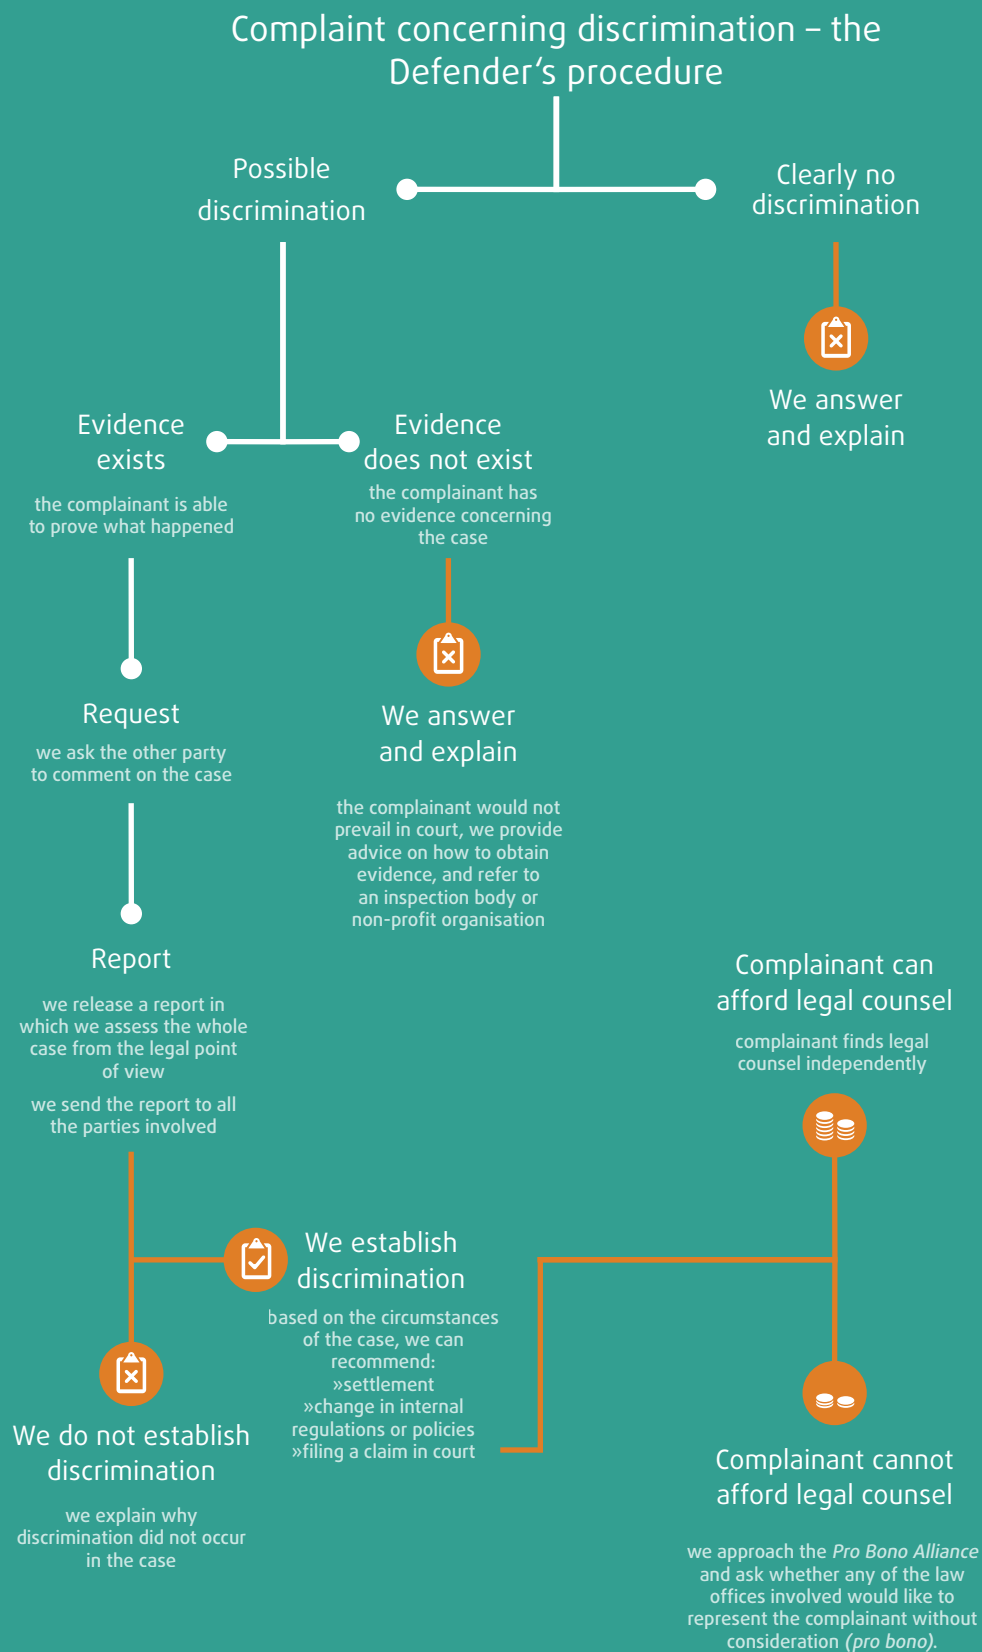 Complaint concerning discrimination – the
Defender‘s procedure
Possible
discrimination
Clearly no
discrimination
We answer
and explain
Evidence
exists
the complainant is able
to prove what happened
Evidence
does not exist
the complainant has
no evidence concerning
the case
We answer
and explain
the complainant would not
prevail in court, we provide
advice on how to obtain
evidence, and refer to
an inspection body or
non-profit organisation
Request
we ask the other party
to comment on the case
Report
we release a report in
which we assess the whole
case from the legal point
of view
we send the report to all
the parties involved
We establish
discrimination
based on the circumstances
of the case, we can
recommend:
»settlement
»change in internal
regulations or policies
»filing a claim in court
We do not establish
discrimination
we explain why
discrimination did not occur
in the case
Complainant can
afford legal counsel
complainant finds legal
counsel independently
Complainant cannot
afford legal counsel
we approach the Pro Bono Alliance
and ask whether any of the law
offices involved would like to
represent the complainant without
consideration (pro bono).